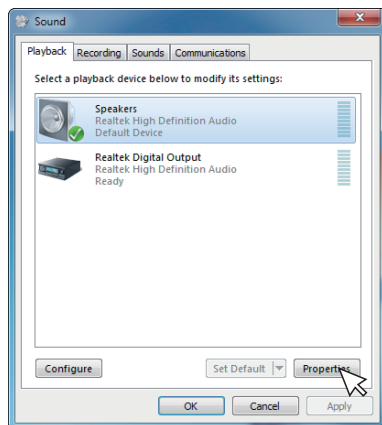 Sound
Playback Recording Sounds Communications
Select a playback device below to modify its settings:
Speakers
Realtek High Definition Audio
Default Device
Realtek Digital Output
Realtek High Definition Audio
Ready
Configure Set Default Properties
OK Cancel Apply